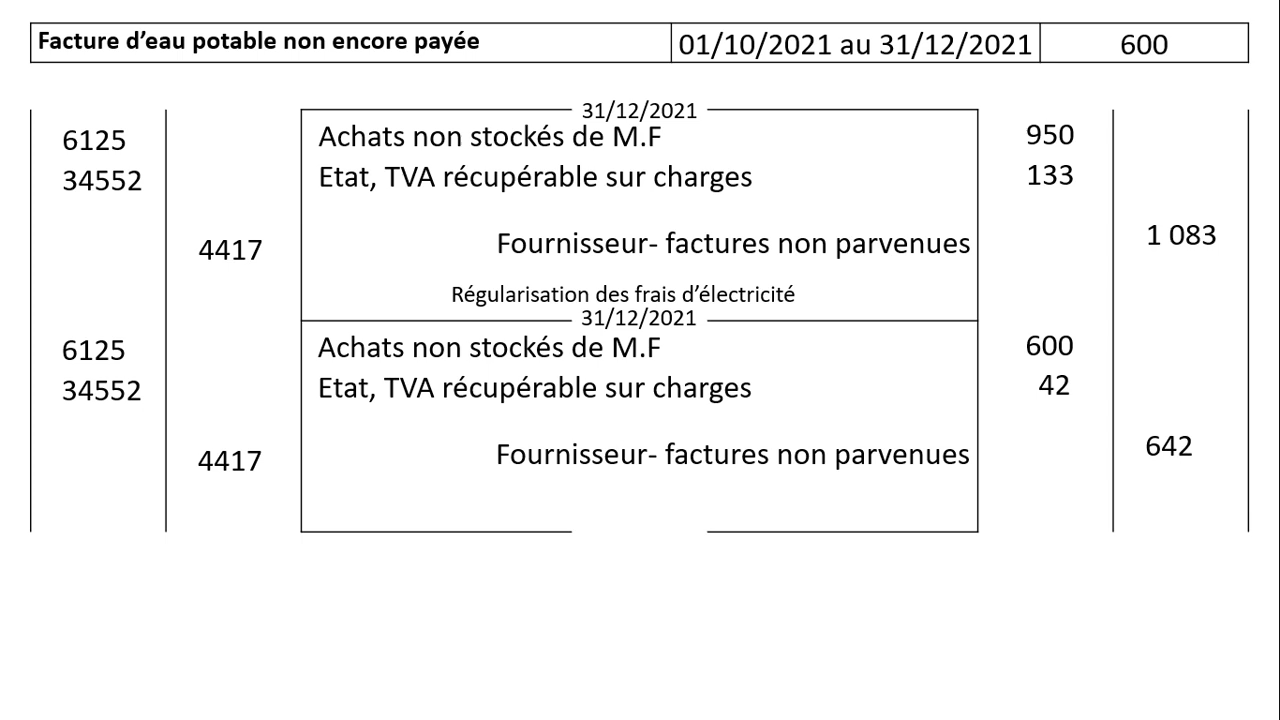 Facture d’eau potable non encore payée 01/10/2021 au 31/12/2021 600
31/12/2021
6125 Achats non stockés de M.F 950
34552 Etat, TVA récupérable sur charges 133
4417 Fournisseur- factures non parvenues 1 083
Régularisation des frais d’électricité
31/12/2021
6125 Achats non stockés de M.F 600
34552 Etat, TVA récupérable sur charges 42
4417 Fournisseur- factures non parvenues 642